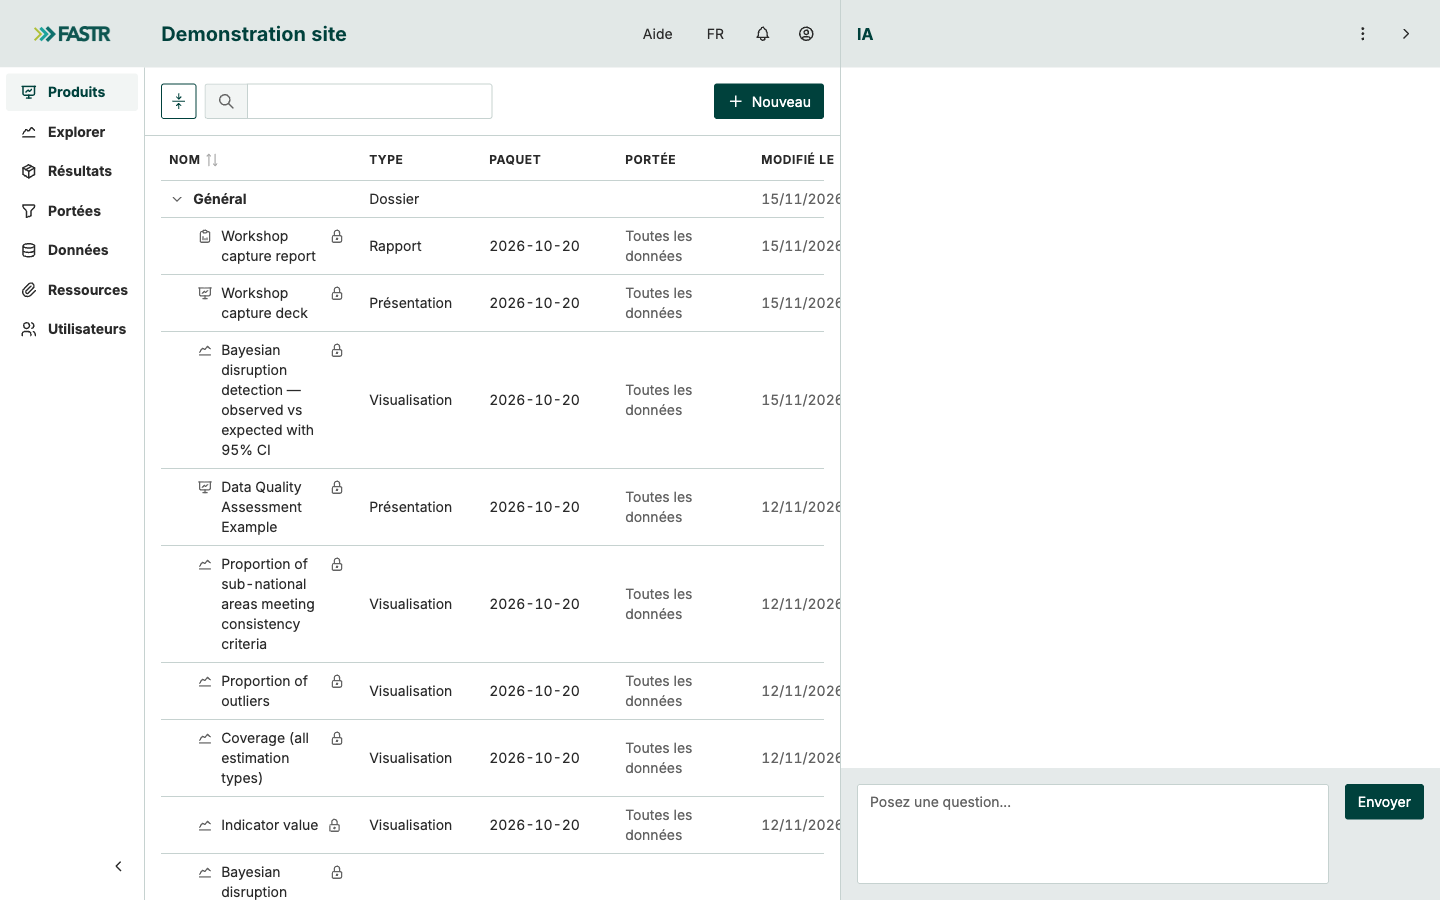 FASTR
Demonstration site
Aide
FR
IA
Produits
Explorer
Résultats
Portées
Données
Ressources
Utilisateurs
Nouveau
NOM
TYPE
PAQUET
PORTÉE
MODIFIÉ LE
Général
Dossier
15/11/2026
Workshop
capture report
Rapport
2026-10-20
Toutes les
données
15/11/2026
Workshop
capture deck
Présentation
2026-10-20
Toutes les
données
15/11/2026
Bayesian
disruption
detection —
observed vs
expected with
95% CI
Visualisation
2026-10-20
Toutes les
données
15/11/2026
Data Quality
Assessment
Example
Présentation
2026-10-20
Toutes les
données
12/11/2026
Proportion of
sub-national
areas meeting
consistency
criteria
Visualisation
2026-10-20
Toutes les
données
12/11/2026
Proportion of
outliers
Visualisation
2026-10-20
Toutes les
données
12/11/2026
Coverage (all
estimation
types)
Visualisation
2026-10-20
Toutes les
données
12/11/2026
Indicator value
Visualisation
2026-10-20
Toutes les
données
12/11/2026
Bayesian
disruption
Posez une question...
Envoyer